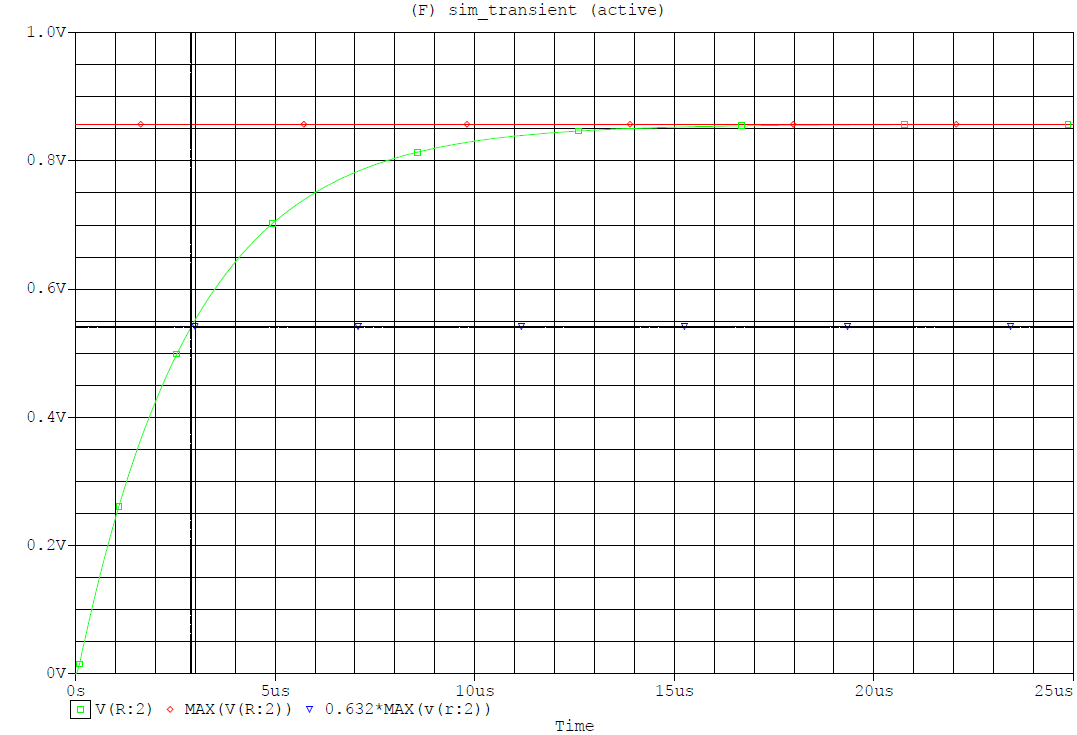 (F) sim_transient (active)
1.0V
0.8V
0.6V
0.4V
0.2V
0V
0s 5us 10us 15us 20us 25us
V(R:2) MAX(V(R:2)) 0.632*MAX(v(r:2))
Time